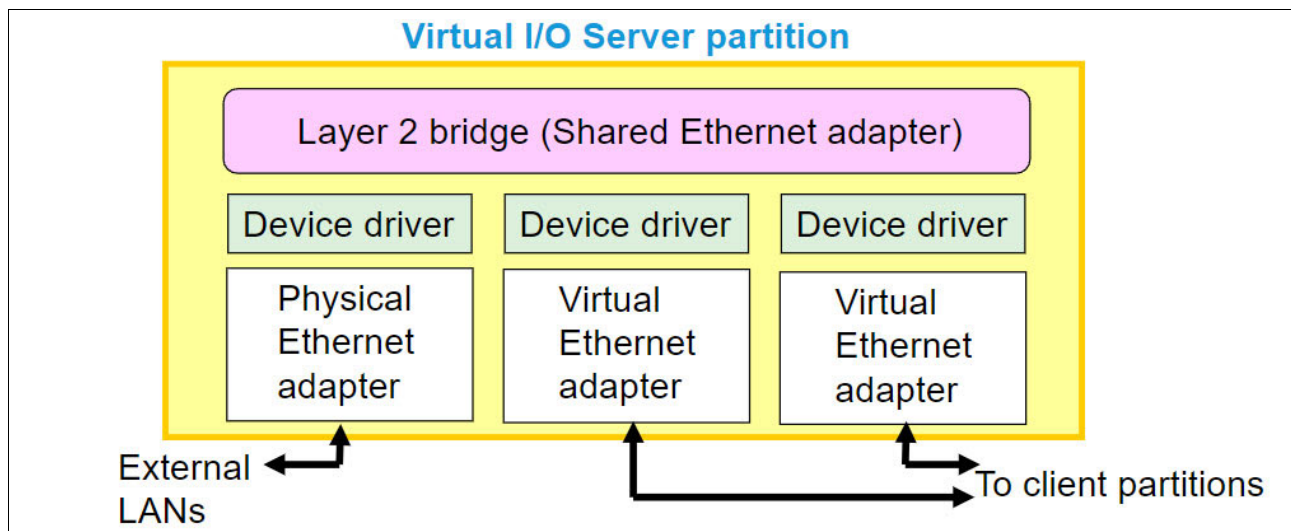 Virtual I/O Server partition
Layer 2 bridge (Shared Ethernet adapter)
Device driver
Device driver
Device driver
Physical
Ethernet
adapter
Virtual
Ethernet
adapter
Virtual
Ethernet
adapter
External
LANs
To client partitions